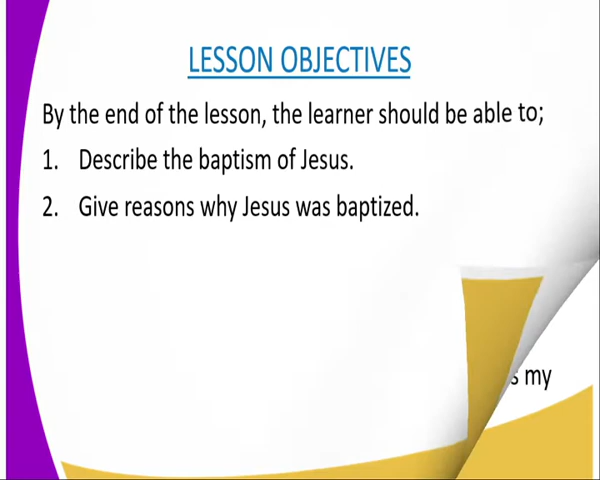 LESSON OBJECTIVES
By the end of the lesson, the learner should be able to;
1. Describe the baptism of Jesus.
2. Give reasons why Jesus was baptized.
my